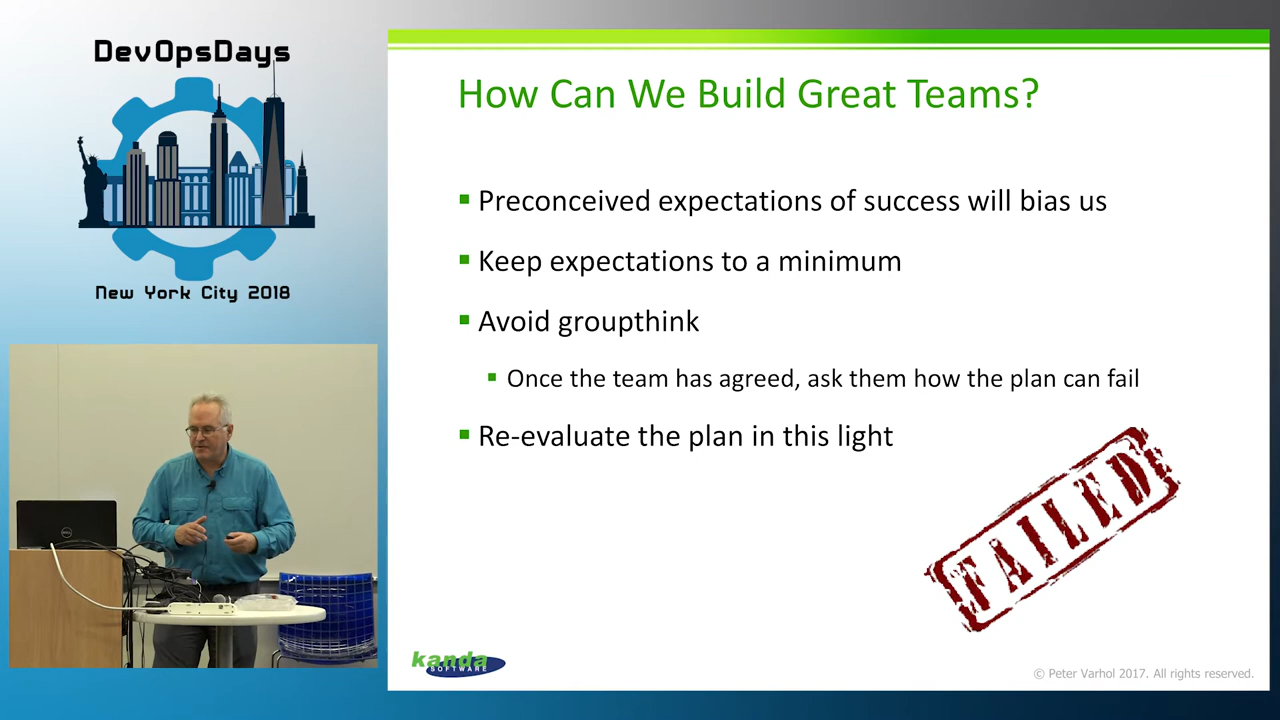 DevOpsDays
New York City 2018
How Can We Build Great Teams?
Preconceived expectations of success will bias us
Keep expectations to a minimum
Avoid groupthink
Once the team has agreed, ask them how the plan can fail
Re-evaluate the plan in this light
FAILED
kanda
SOFTWARE
© Peter Varhol 2017. All rights reserved.
DELL